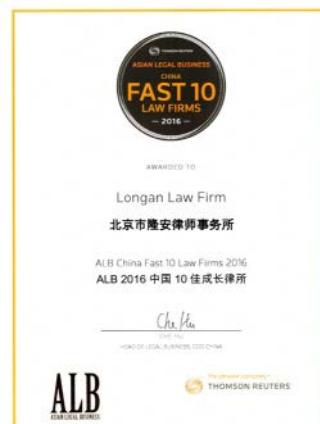 THOMSON REUTERS
ASIAN LEGAL BUSINESS
CHINA
FAST 10
LAW FIRMS
2016
AWARDED TO
Longan Law Firm
北京市隆安律师事务所
ALB China Fast 10 Law Firms 2016
ALB 2016 中国 10 佳成长律所
CHE HU
ALB
ASIAN LEGAL BUSINESS
THOMSON REUTERS